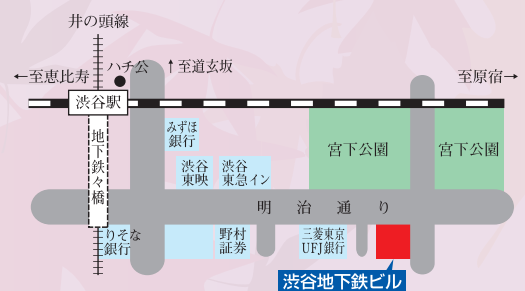 井の頭線
ハチ公
↑至道玄坂
←至恵比寿
至原宿→
渋谷駅
みずほ
銀行
地下鉄々橋
宮下公園
宮下公園
渋谷
東映
渋谷
東急イン
明治通り
りそな
銀行
野村
証券
三菱東京
UFJ銀行
渋谷地下鉄ビル